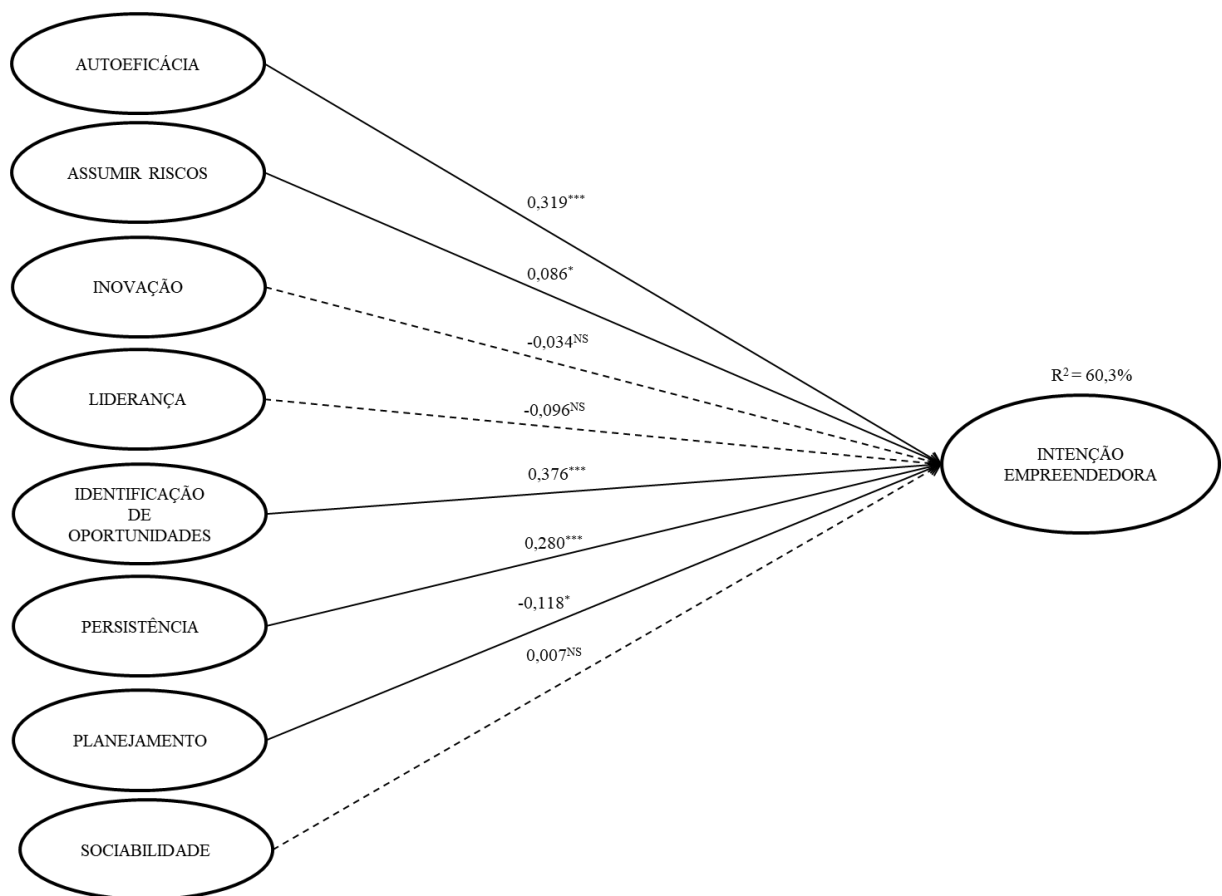 AUTOEFICÁCIA
ASSUMIR RISCOS
0,319***
0,086*
INOVAÇÃO
-0,034NS
R2 = 60,3%
LIDERANÇA
-0,096NS
INTENÇÃO
EMPREENDEDORA
IDENTIFICAÇÃO
DE
OPORTUNIDADES
0,376***
0,280***
PERSISTÊNCIA
-0,118*
0,007NS
PLANEJAMENTO
SOCIABILIDADE